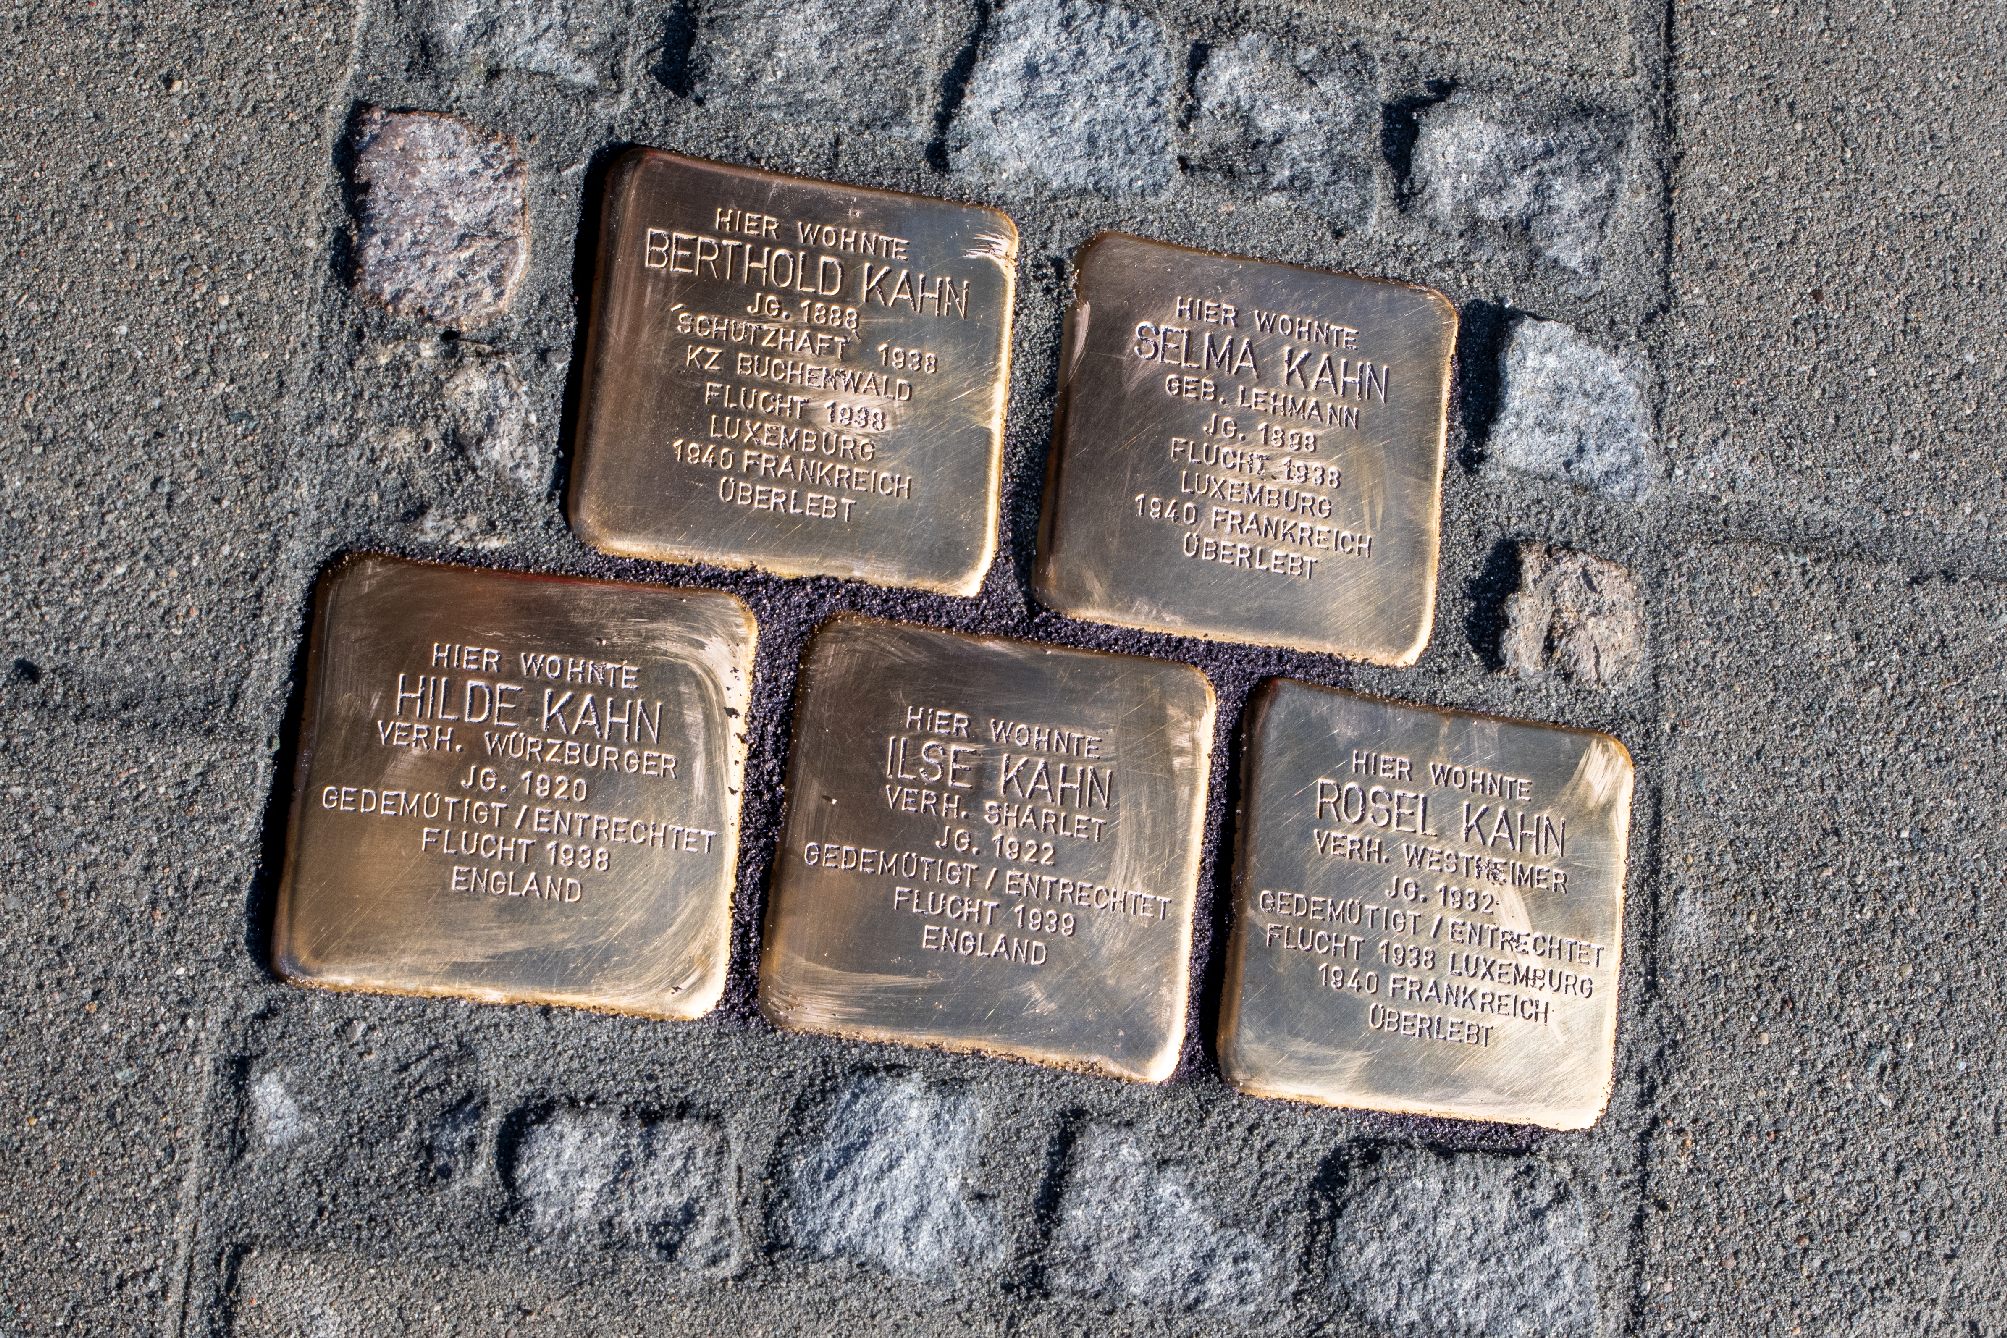 HIER WOHNTE
BERTHOLD KAHN
JG. 1888
'SCHUTZHAFT' 1938
KZ BUCHENWALD
FLUCHT 1938
LUXEMBURG
1940 FRANKREICH
ÜBERLEBT
HIER WOHNTE
SELMA KAHN
GEB. LEHMANN
JG. 1898
FLUCHT 1938
LUXEMBURG
1940 FRANKREICH
ÜBERLEBT
HIER WOHNTE
HILDE KAHN
VERH. WÜRZBURGER
JG. 1920
GEDEMÜTIGT / ENTRECHTET
FLUCHT 1938
ENGLAND
HIER WOHNTE
ILSE KAHN
VERH. SHARLET
JG. 1922
GEDEMÜTIGT / ENTRECHTET
FLUCHT 1939
ENGLAND
HIER WOHNTE
ROSEL KAHN
VERH. WESTHEIMER
JG. 1932
GEDEMÜTIGT / ENTRECHTET
FLUCHT 1938 LUXEMBURG
1940 FRANKREICH
ÜBERLEBT